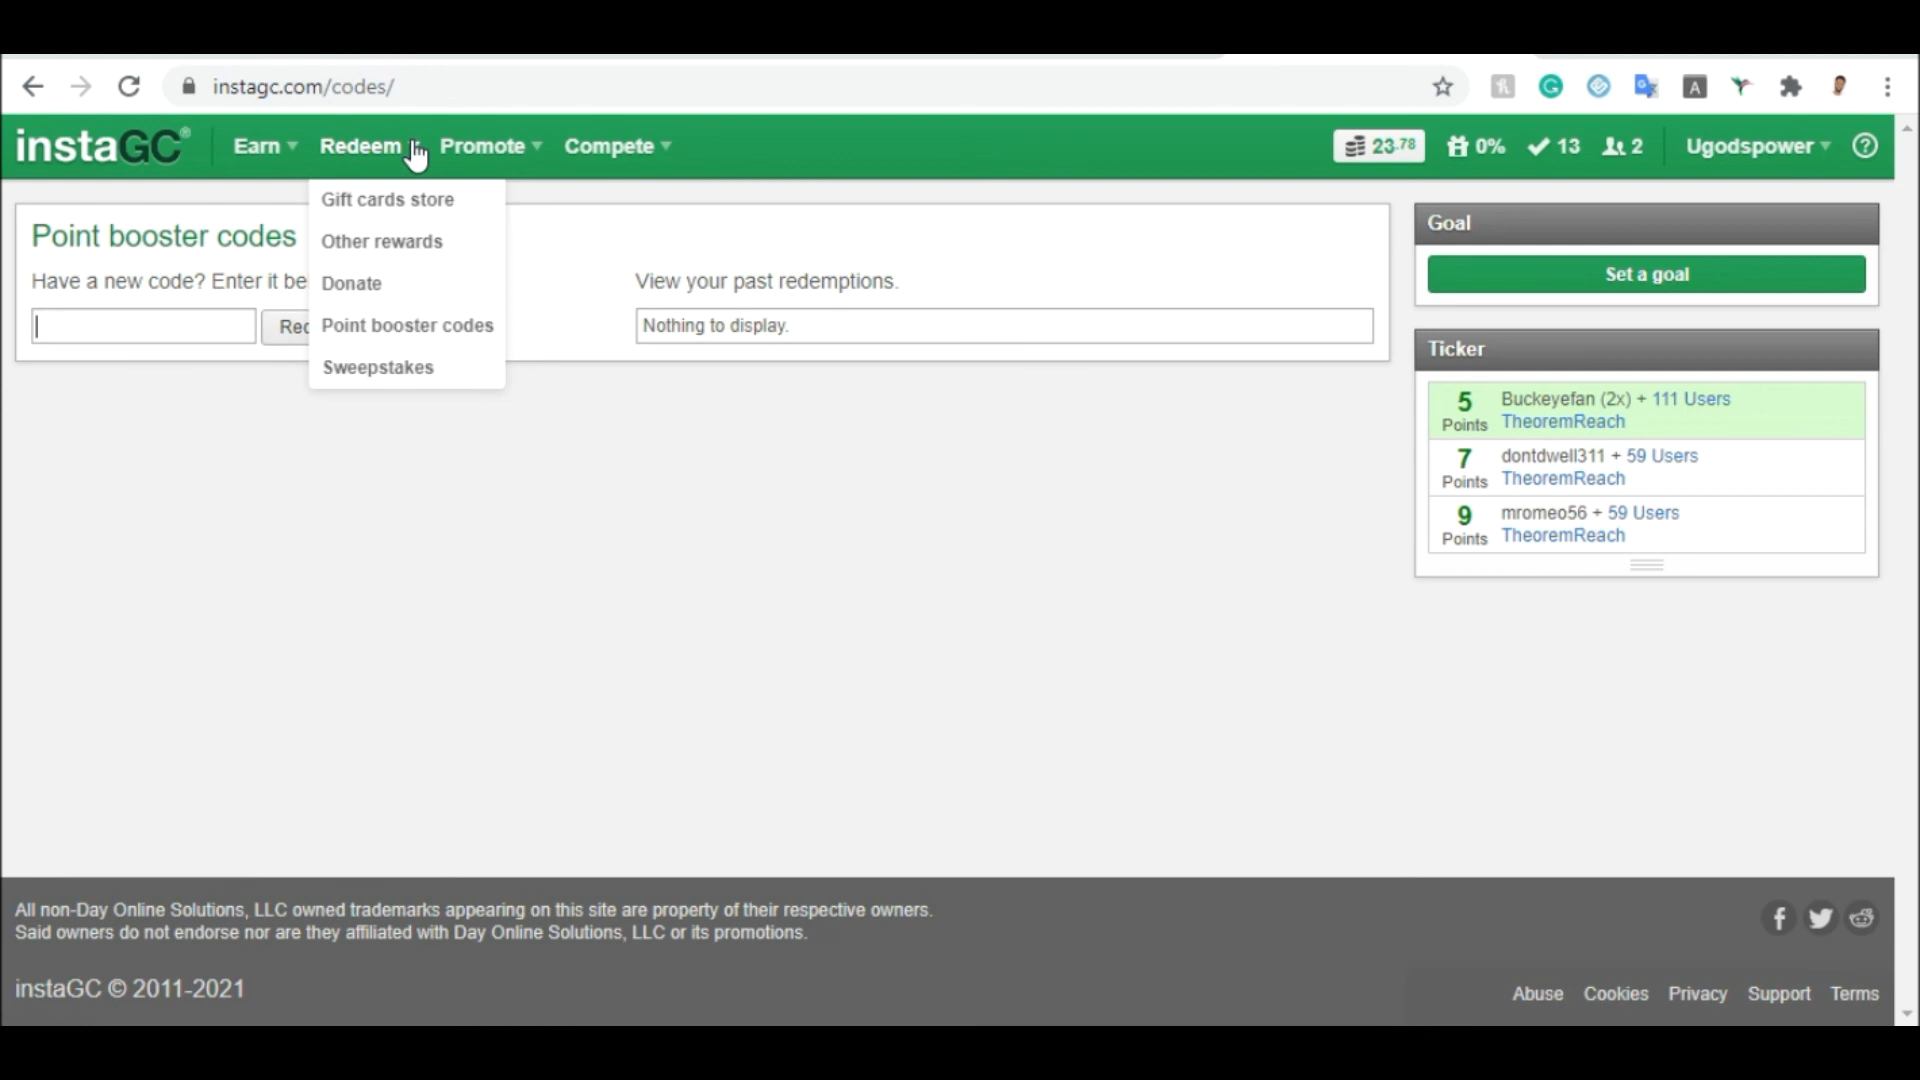 instagc.com/codes/
instaGC®
Earn
Redeem
Promote
Compete
23.78
0%
13
2
Ugodspower
Gift cards store
Other rewards
Donate
Point booster codes
Sweepstakes
Point booster codes
Have a new code? Enter it be
Rec
View your past redemptions.
Nothing to display.
Goal
Set a goal
Ticker
5 Points
Buckeyefan (2x) + 111 Users
TheoremReach
7 Points
dontdwell311 + 59 Users
TheoremReach
9 Points
mromeo56 + 59 Users
TheoremReach
All non-Day Online Solutions, LLC owned trademarks appearing on this site are property of their respective owners.
Said owners do not endorse nor are they affiliated with Day Online Solutions, LLC or its promotions.
instaGC © 2011-2021
Abuse Cookies Privacy Support Terms